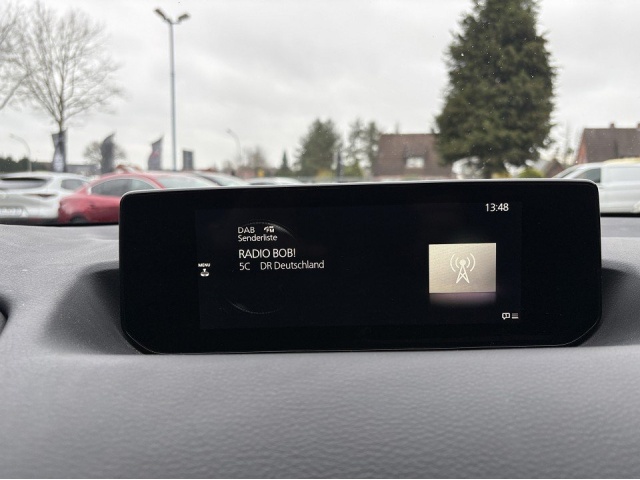 13:48
DAB
Senderliste
RADIO BOB!
5C DR Deutschland
MENU